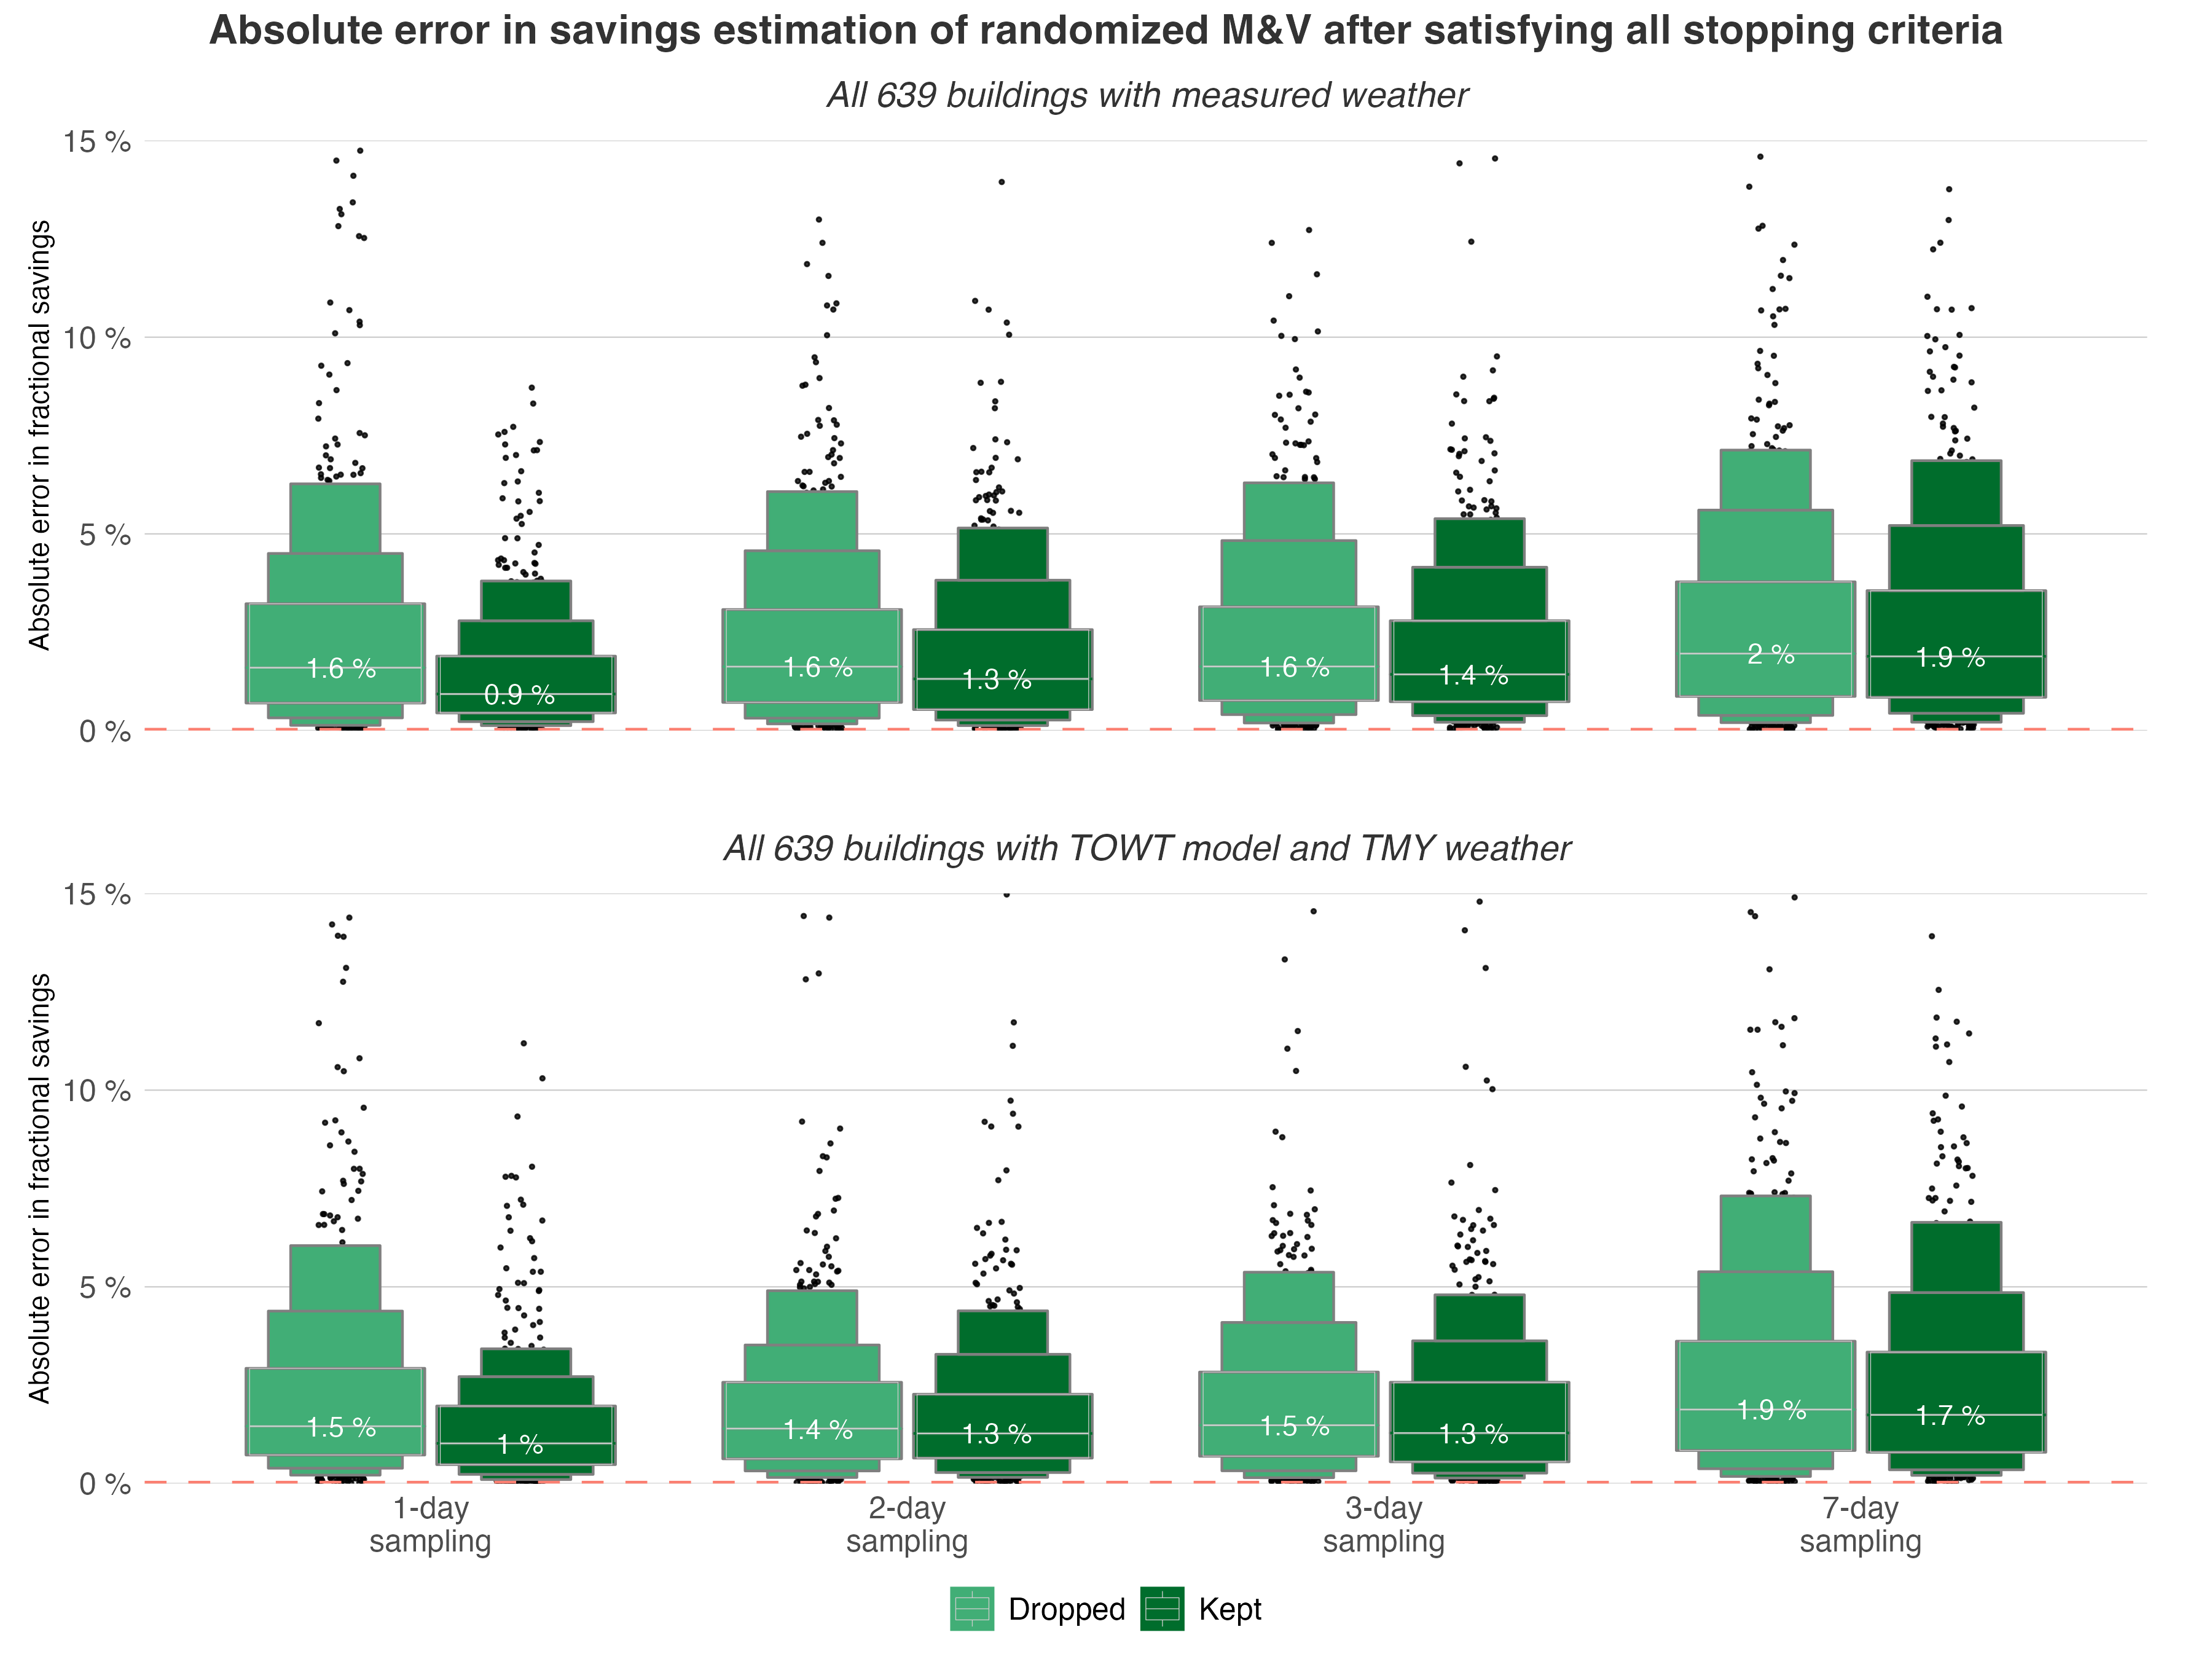 Absolute error in savings estimation of randomized M&V after satisfying all stopping criteria
All 639 buildings with measured weather
Absolute error in fractional savings
15 %
10 %
5 %
0 %
1.6 %
0.9 %
1.6 %
1.3 %
1.6 %
1.4 %
2 %
1.9 %
All 639 buildings with TOWT model and TMY weather
Absolute error in fractional savings
15 %
10 %
5 %
0 %
1.5 %
1 %
1.4 %
1.3 %
1.5 %
1.3 %
1.9 %
1.7 %
1-day
sampling
2-day
sampling
3-day
sampling
7-day
sampling
Dropped
Kept